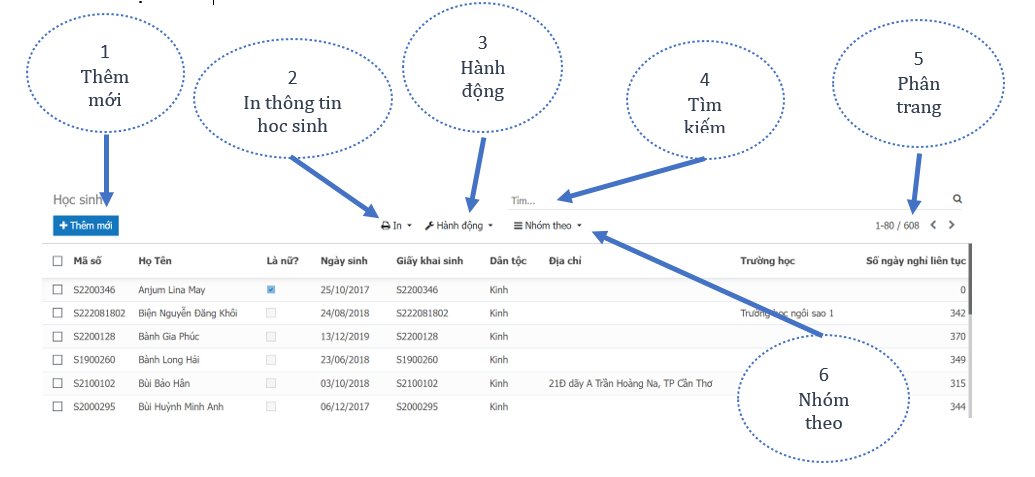 1
Thêm
mới
2
In thông tin
hoc sinh
3
Hành
động
4
Tìm
kiếm
5
Phân
trang
Học sinh
Tìm...
+ Thêm mới
In
Hành động
Nhóm theo
1-80 / 608
Mã số Họ Tên Là nữ? Ngày sinh Giấy khai sinh Dân tộc Địa chỉ Trường học Số ngày nghỉ liên tục
S2200346 Anjum Lina May 25/10/2017 S2200346 Kinh 0
S222081802 Biện Nguyễn Đăng Khôi 24/08/2018 S222081802 Kinh Trường học ngôi sao 1 342
S2200128 Bành Gia Phúc 13/12/2019 S2200128 Kinh 370
S1900260 Bành Long Hải 23/06/2018 S1900260 Kinh 349
S2100102 Bùi Bảo Hân 03/10/2018 S2100102 Kinh 21Đ dãy A Trần Hoàng Na, TP Cần Thơ 315
S2000295 Bùi Huỳnh Minh Anh 06/12/2017 S2000295 Kinh 344
6
Nhóm
theo